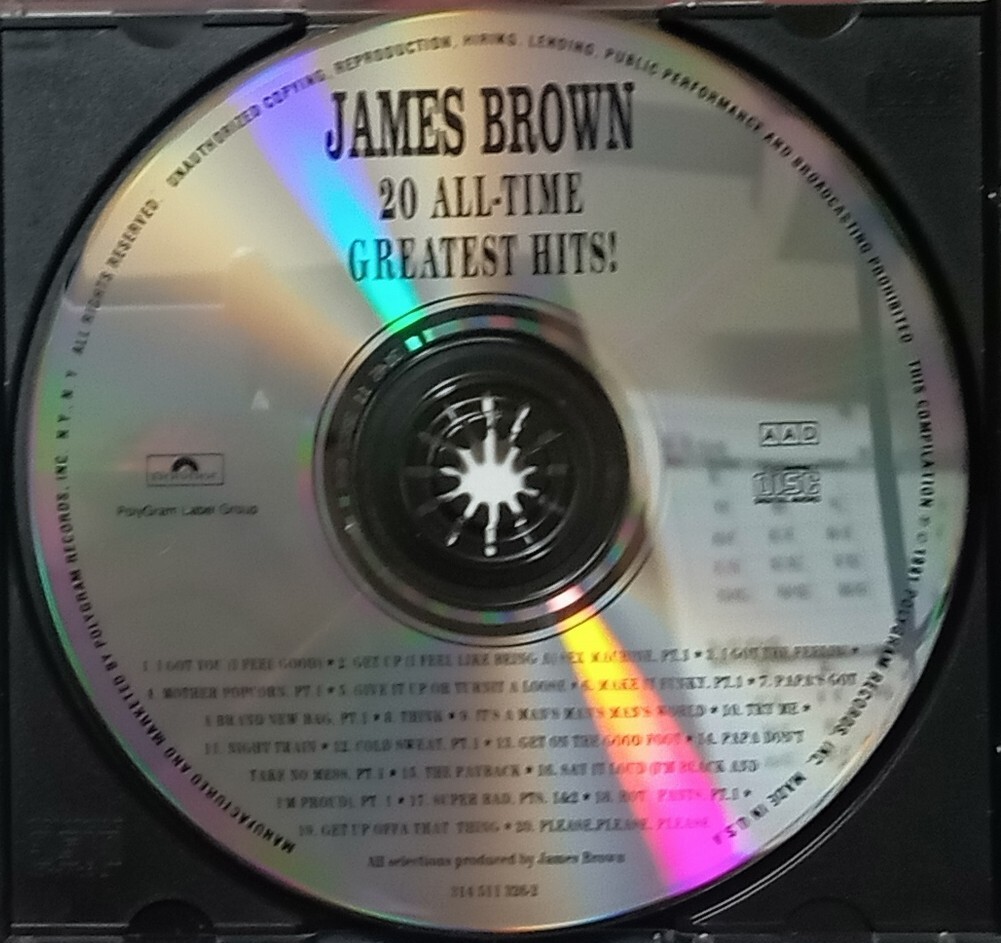 UNAUTHORIZED COPYING, REPRODUCTION, HIRING, LENDING, PUBLIC PERFORMANCE AND BROADCASTING PROHIBITED
JAMES BROWN
20 ALL-TIME
GREATEST HITS!
AAD
DISC
DIGITAL AUDIO
PolyGram Label Group
1. I GOT YOU (I FEEL GOOD) ★ 2. GET UP (I FEEL LIKE BEING A) SEX MACHINE, PT.1 ★ 3. I GOT THE FEELIN' ★
4. MOTHER POPCORN, PT. 1 ★ 5. GIVE IT UP OR TURNIT A LOOSE ★ 6. MAKE IT FUNKY, PT.1 ★ 7. PAPA'S GOT
A BRAND NEW BAG, PT.1 ★ 8. THINK ★ 9. IT'S A MAN'S MAN'S MAN'S WORLD ★ 10. TRY ME ★
11. NIGHT TRAIN ★ 12. COLD SWEAT, PT.1 ★ 13. GET ON THE GOOD FOOT ★ 14. PAPA DON'T
TAKE NO MESS, PT.1 ★ 15. THE PAYBACK ★ 16. SAY IT LOUD (I'M BLACK AND
I'M PROUD), PT. 1 ★ 17. SUPER BAD, PTS. 1&2 ★ 18. HOT PANTS, PT.1 ★
19. GET UP OFFA THAT THING ★ 20. PLEASE, PLEASE, PLEASE
All selections produced by James Brown
314 511 326-2
MANUFACTURED AND MARKETED BY POLYGRAM RECORDS, INC. N.Y., N.Y. ALL RIGHTS RESERVED.
THIS COMPILATION ℗ © 1991 POLYGRAM RECORDS, INC. MADE IN U.S.A